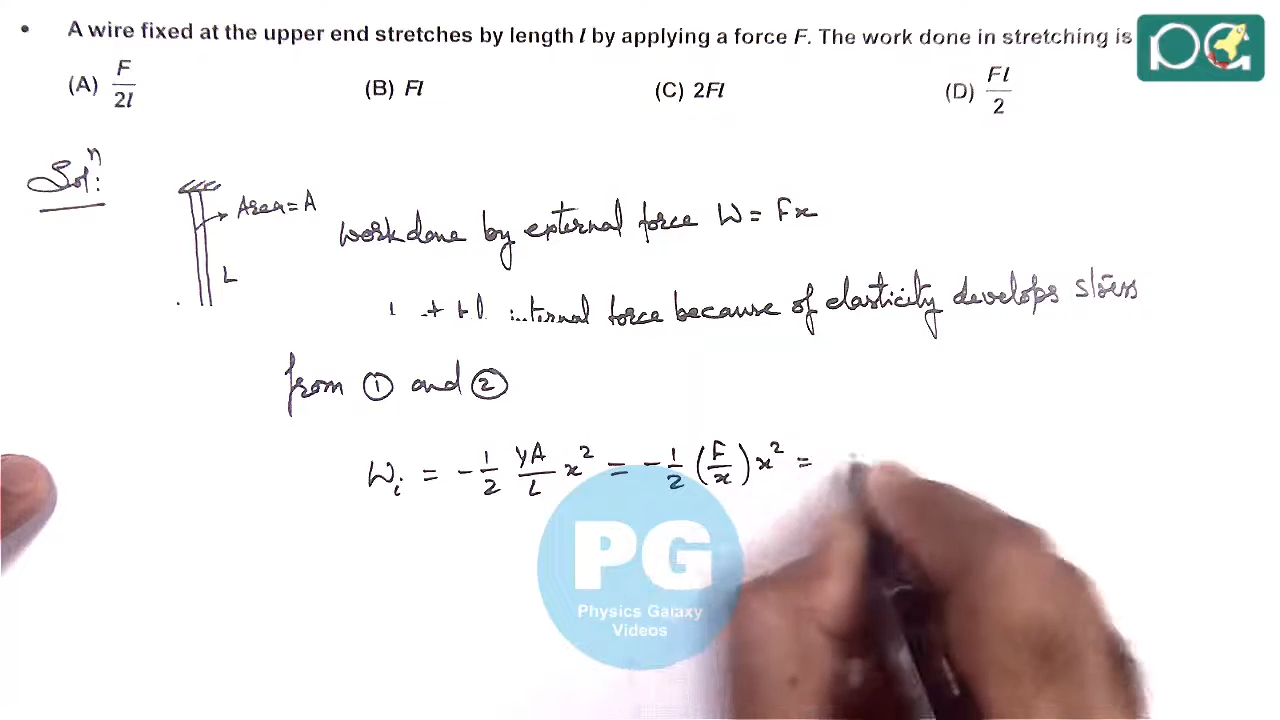 • A wire fixed at the upper end stretches by length l by applying a force F. The work done in stretching is
(A) F/2l (B) Fl (C) 2Fl (D) Fl/2
Solⁿ:
Area = A
L
Workdone by external force W = Fx
internal force because of elasticity develops stress
from ① and ②
Wi = -1/2 YA/L x² = -1/2 (F/x) x² =
PG
Physics Galaxy
Videos